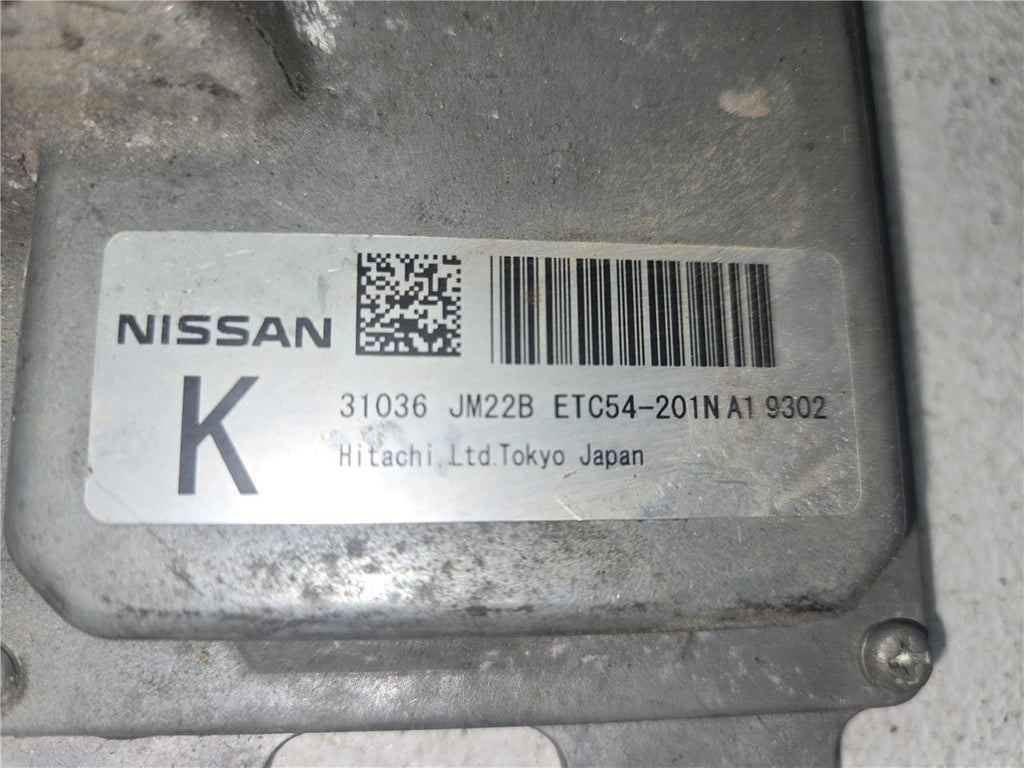 NISSAN
K
31036 JM22B ETC54-201N A1 9302
Hitachi, Ltd. Tokyo Japan